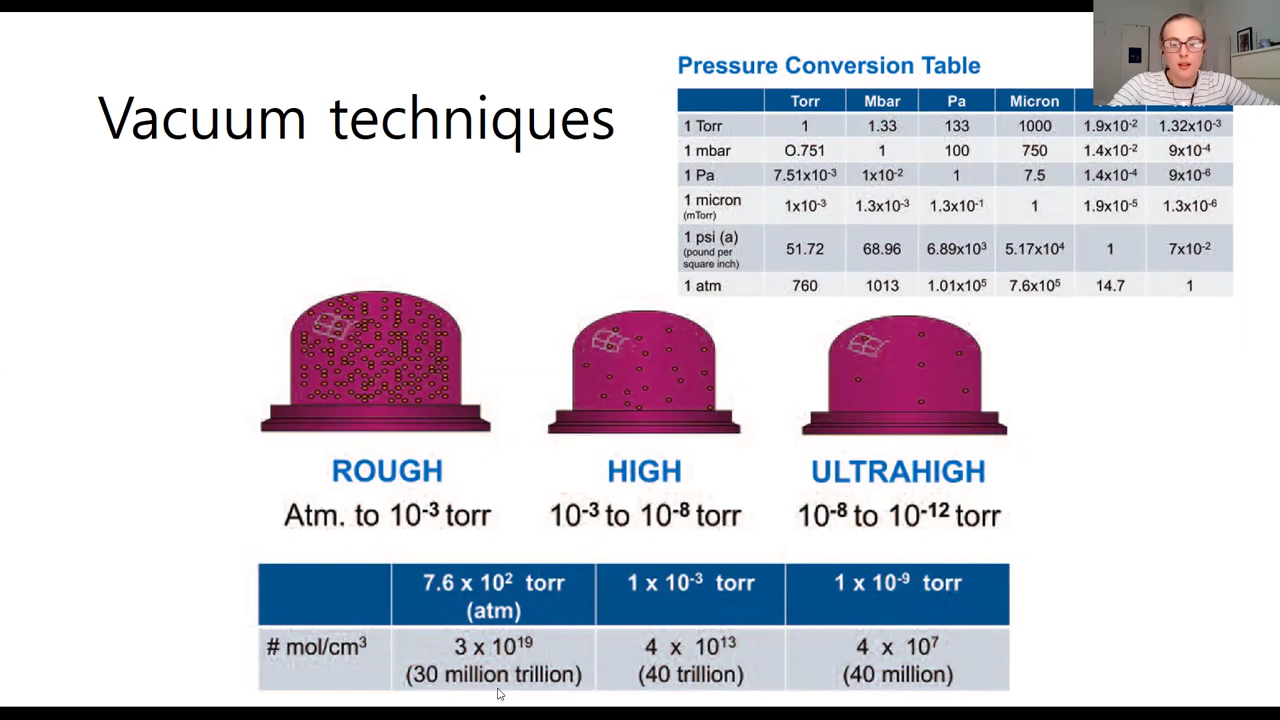 Vacuum techniques
Pressure Conversion Table
Torr Mbar Pa Micron
1 Torr 1 1.33 133 1000 1.9x10⁻² 1.32x10⁻³
1 mbar O.751 1 100 750 1.4x10⁻² 9x10⁻⁴
1 Pa 7.51x10⁻³ 1x10⁻² 1 7.5 1.4x10⁻⁴ 9x10⁻⁶
1 micron (mTorr) 1x10⁻³ 1.3x10⁻³ 1.3x10⁻¹ 1 1.9x10⁻⁵ 1.3x10⁻⁶
1 psi (a) (pound per square inch) 51.72 68.96 6.89x10³ 5.17x10⁴ 1 7x10⁻²
1 atm 760 1013 1.01x10⁵ 7.6x10⁵ 14.7 1
ROUGH HIGH ULTRAHIGH
Atm. to 10⁻³ torr 10⁻³ to 10⁻⁸ torr 10⁻⁸ to 10⁻¹² torr
7.6 x 10² torr (atm) 1 x 10⁻³ torr 1 x 10⁻⁹ torr
# mol/cm³ 3 x 10¹⁹ 4 x 10¹³ 4 x 10⁷
(30 million trillion) (40 trillion) (40 million)